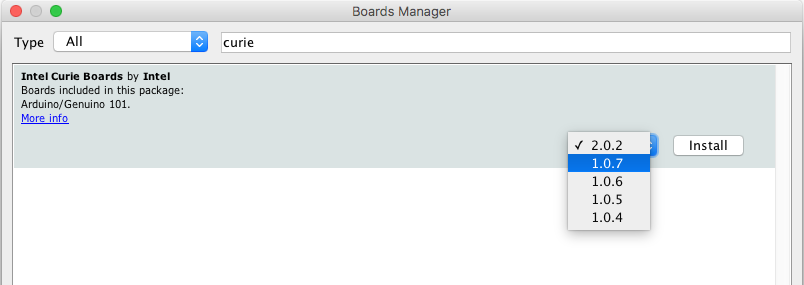 Boards Manager
Type All curie
Intel Curie Boards by Intel
Boards included in this package:
Arduino/Genuino 101.
More info
✓ 2.0.2 Install
1.0.7
1.0.6
1.0.5
1.0.4